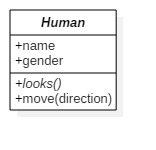 Human
+name
+gender
+looks()
+move(direction)